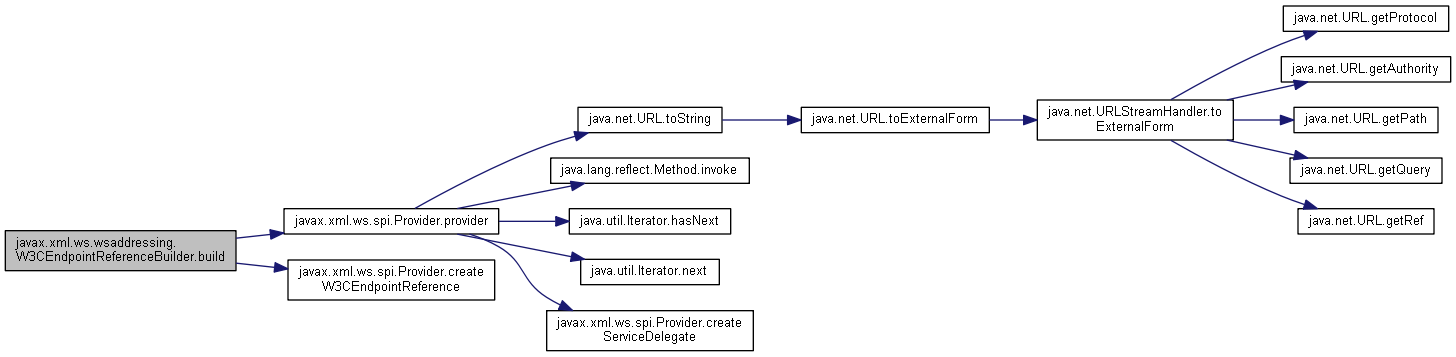 javax.xml.ws.wsaddressing.
W3CEndpointReferenceBuilder.build
javax.xml.ws.spi.Provider.provider
javax.xml.ws.spi.Provider.create
W3CEndpointReference
java.net.URL.toString
java.lang.reflect.Method.invoke
java.util.Iterator.hasNext
java.util.Iterator.next
javax.xml.ws.spi.Provider.create
ServiceDelegate
java.net.URL.toExternalForm
java.net.URLStreamHandler.to
ExternalForm
java.net.URL.getProtocol
java.net.URL.getAuthority
java.net.URL.getPath
java.net.URL.getQuery
java.net.URL.getRef